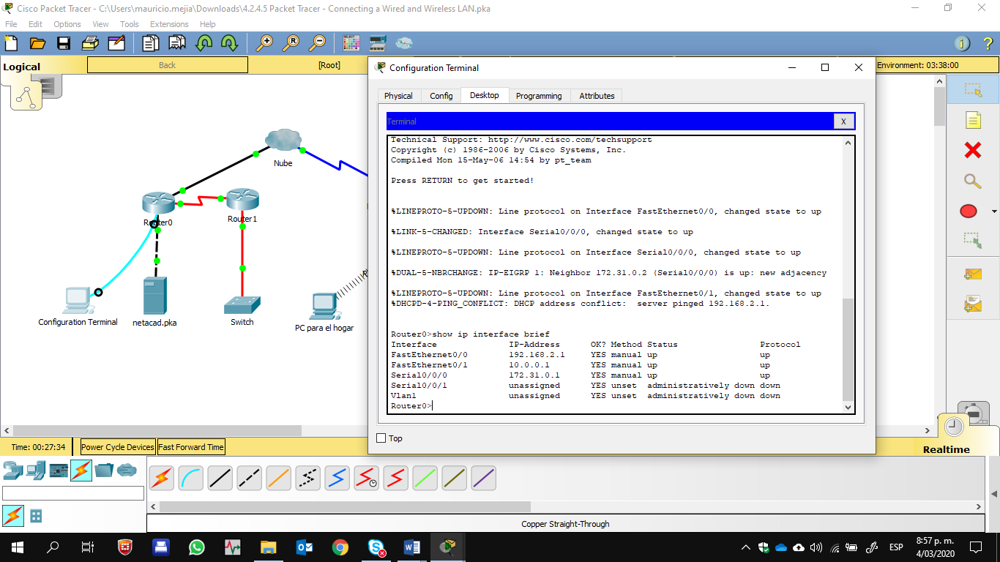 Cisco Packet Tracer - C:\Users\mauricio.mejia\Downloads\4.2.4.5 Packet Tracer - Connecting a Wired and Wireless LAN.pka
File Edit Options View Tools Extensions Help
SELECT
R
i ?
Logical
Back
[Root]
Environment: 03:38:00
Configuration Terminal
Physical Config Desktop Programming Attributes
Terminal
X
Technical Support: http://www.cisco.com/techsupport
Copyright (c) 1986-2006 by Cisco Systems, Inc.
Compiled Mon 15-May-06 14:54 by pt_team
Press RETURN to get started!
%LINEPROTO-5-UPDOWN: Line protocol on Interface FastEthernet0/0, changed state to up
%LINK-5-CHANGED: Interface Serial0/0/0, changed state to up
%LINEPROTO-5-UPDOWN: Line protocol on Interface Serial0/0/0, changed state to up
%DUAL-5-NBRCHANGE: IP-EIGRP 1: Neighbor 172.31.0.2 (Serial0/0/0) is up: new adjacency
%LINEPROTO-5-UPDOWN: Line protocol on Interface FastEthernet0/1, changed state to up
%DHCPD-4-PING_CONFLICT: DHCP address conflict:  server pinged 192.168.2.1.
Router0>show ip interface brief
Interface IP-Address OK? Method Status Protocol
FastEthernet0/0 192.168.2.1 YES manual up up
FastEthernet0/1 10.0.0.1 YES manual up up
Serial0/0/0 172.31.0.1 YES manual up up
Serial0/0/1 unassigned YES unset administratively down down
Vlan1 unassigned YES unset administratively down down
Router0>
Top
Nube
Router0
Router1
Configuration Terminal
netacad.pka
Switch
PC para el hogar
Time: 00:27:34
Power Cycle Devices
Fast Forward Time
Realtime
Copper Straight-Through
ESP
8:57 p. m.
4/03/2020